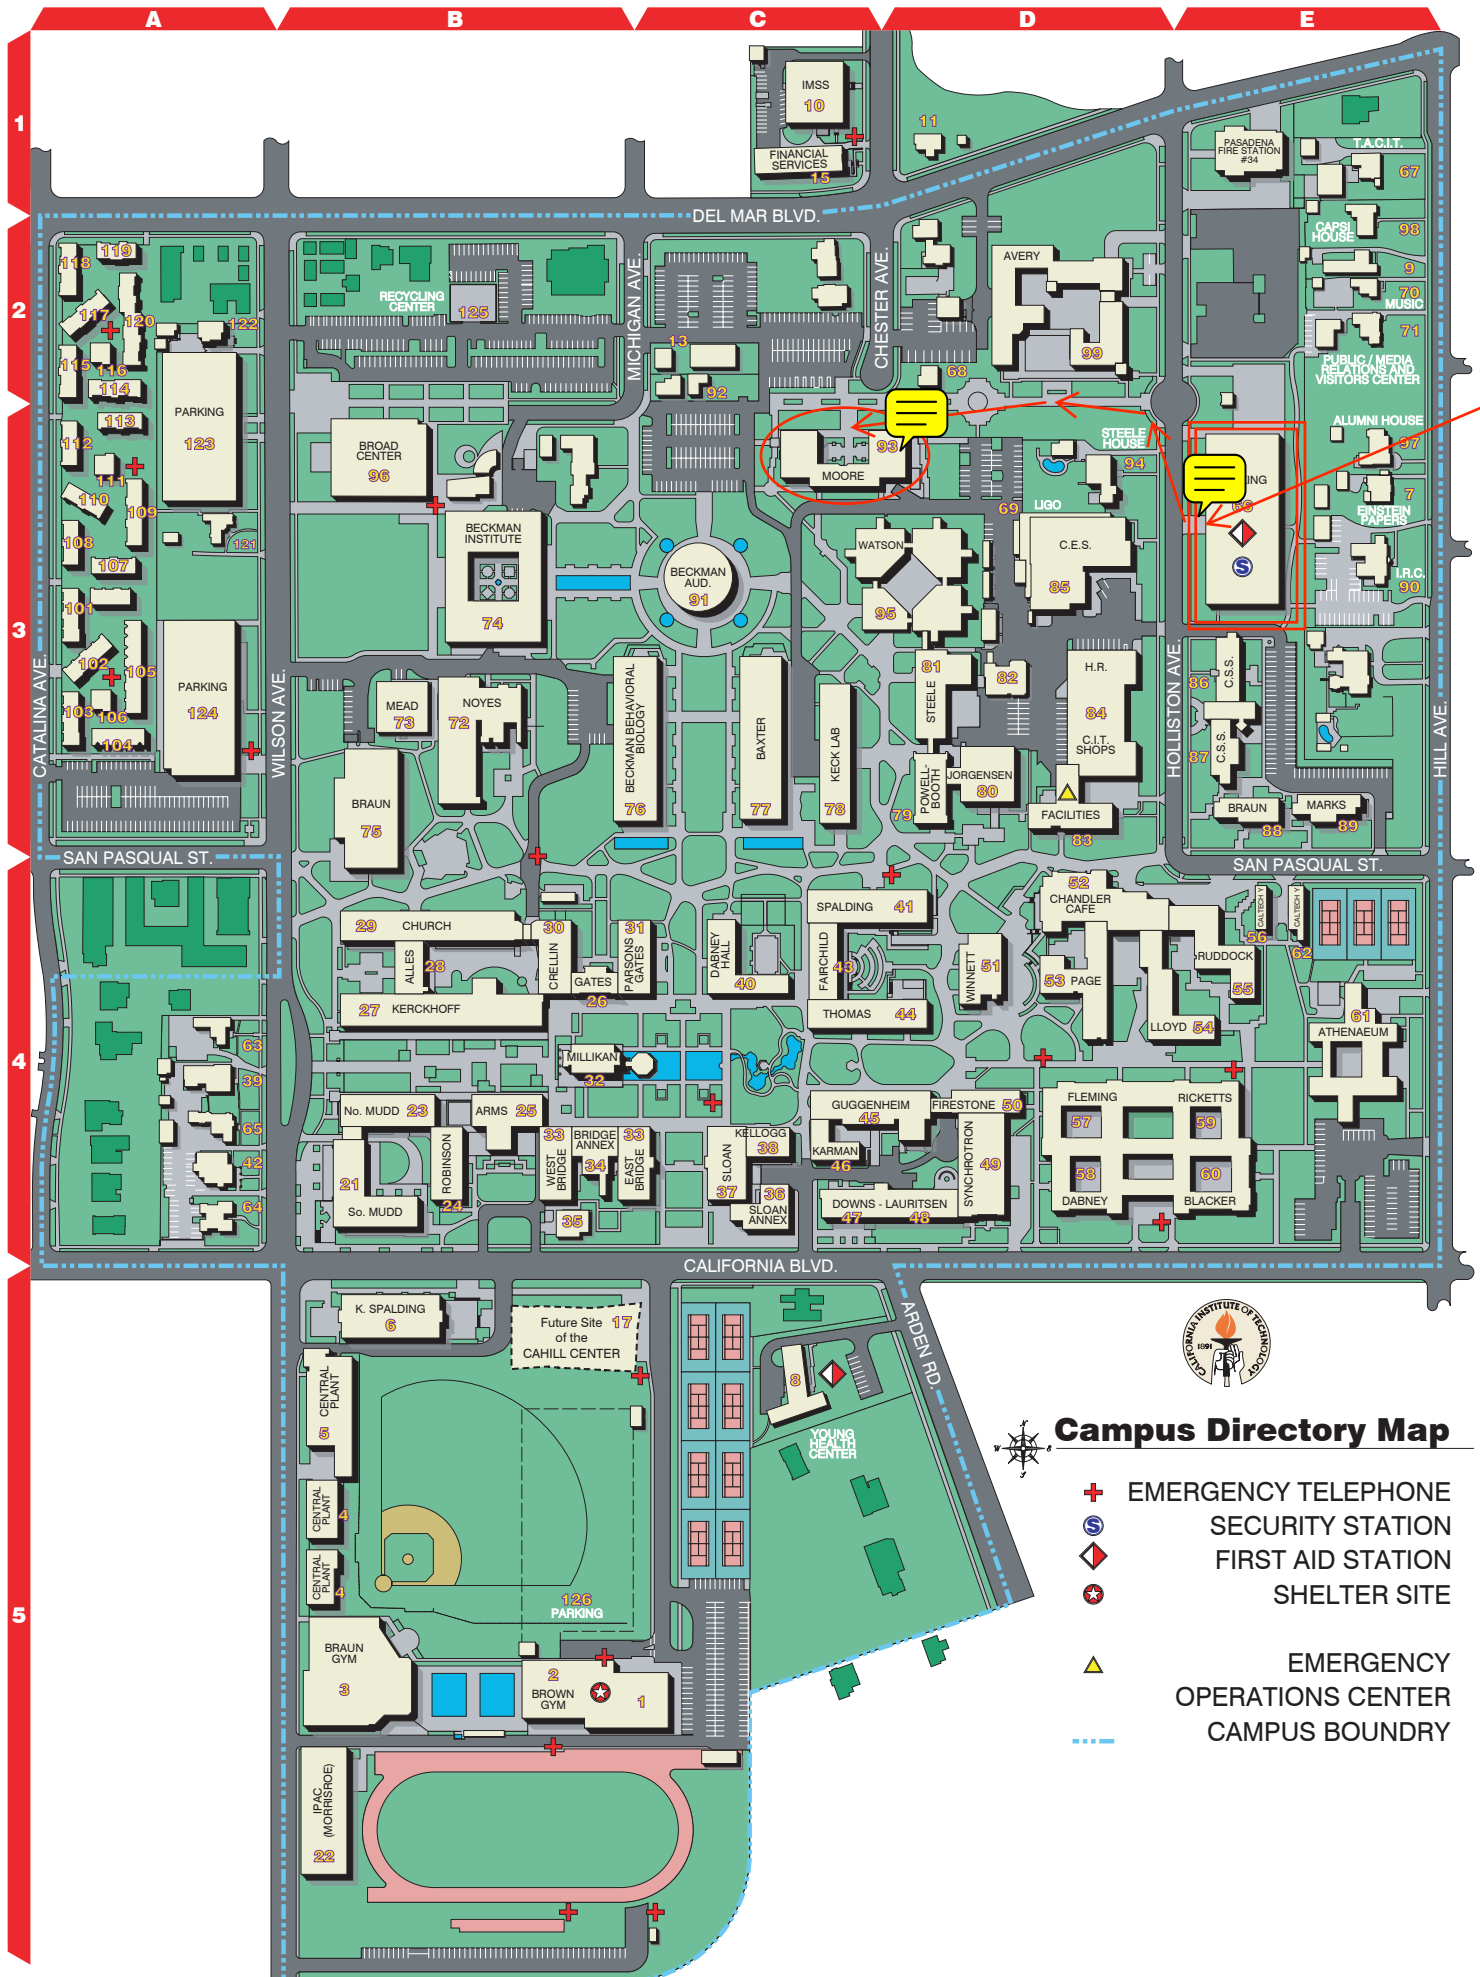 A B C D E
1
IMSS
10
FINANCIAL
SERVICES
15
11
PASADENA
FIRE STATION
#34
T.A.C.I.T.
67
DEL MAR BLVD.
CAPSI
HOUSE
98
9
70
MUSIC
71
PUBLIC / MEDIA
RELATIONS AND
VISITORS CENTER
2
118
119
117
120
122
115
116
114
RECYCLING
CENTER
125
MICHIGAN AVE.
13
92
CHESTER AVE.
68
AVERY
99
113
112
111
110
109
108
107
121
PARKING
123
BROAD
CENTER
96
93
MOORE
STEELE
HOUSE
94
ALUMNI HOUSE
97
7
EINSTEIN
PAPERS
I.R.C.
90
S
69
LIGO
BECKMAN
INSTITUTE
74
BECKMAN
AUD.
91
WATSON
95
C.E.S.
85
3
101
102
103
104
105
106
PARKING
124
CATALINA AVE.
WILSON AVE.
MEAD
73
NOYES
72
BRAUN
75
BECKMAN BEHAVIORAL
BIOLOGY
76
BAXTER
77
KECK LAB
78
STEELE
81
82
H.R.
84
C.I.T.
SHOPS
POWELL-
BOOTH
79
JORGENSEN
80
FACILITIES
83
HOLLISTON AVE.
HILL AVE.
86
C.S.S.
87
C.S.S.
BRAUN
88
MARKS
89
SAN PASQUAL ST.
SAN PASQUAL ST.
4
29
CHURCH
ALLES
28
27
KERCKHOFF
30
CRELLIN
GATES
26
31
PARSONS
GATES
DABNEY
HALL
40
SPALDING
41
FAIRCHILD
43
THOMAS
44
WINNETT
51
52
CHANDLER
CAFE
53
PAGE
LLOYD
54
RUDDOCK
55
CALTECH Y
56
CALTECH Y
62
61
ATHENAEUM
63
39
65
42
64
MILLIKAN
32
No. MUDD
23
ARMS
25
21
So. MUDD
ROBINSON
24
33
WEST
BRIDGE
BRIDGE
ANNEX
34
33
EAST
BRIDGE
35
SLOAN
37
KELLOGG
38
36
SLOAN
ANNEX
GUGGENHEIM
45
KARMAN
46
FIRESTONE
50
SYNCHROTRON
49
DOWNS - LAURITSEN
47
48
FLEMING
57
RICKETTS
59
58
DABNEY
60
BLACKER
CALIFORNIA BLVD.
5
K. SPALDING
6
Future Site
of the
CAHILL CENTER
17
CENTRAL
PLANT
5
CENTRAL
PLANT
4
CENTRAL
PLANT
4
126
PARKING
BRAUN
GYM
3
2
BROWN
GYM
1
IPAC
(MORRISROE)
22
8
YOUNG
HEALTH
CENTER
ARDEN RD.
CALIFORNIA INSTITUTE OF TECHNOLOGY
1891
Campus Directory Map
EMERGENCY TELEPHONE
S SECURITY STATION
FIRST AID STATION
SHELTER SITE
EMERGENCY
OPERATIONS CENTER
CAMPUS BOUNDRY